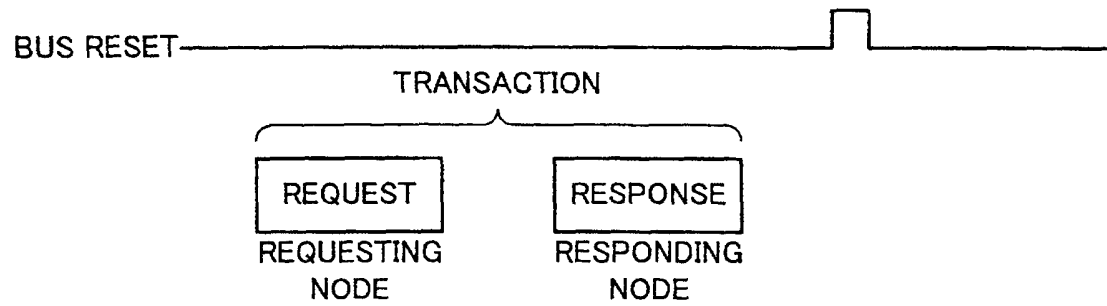 BUS RESET
TRANSACTION
REQUEST
RESPONSE
REQUESTING
NODE
RESPONDING
NODE